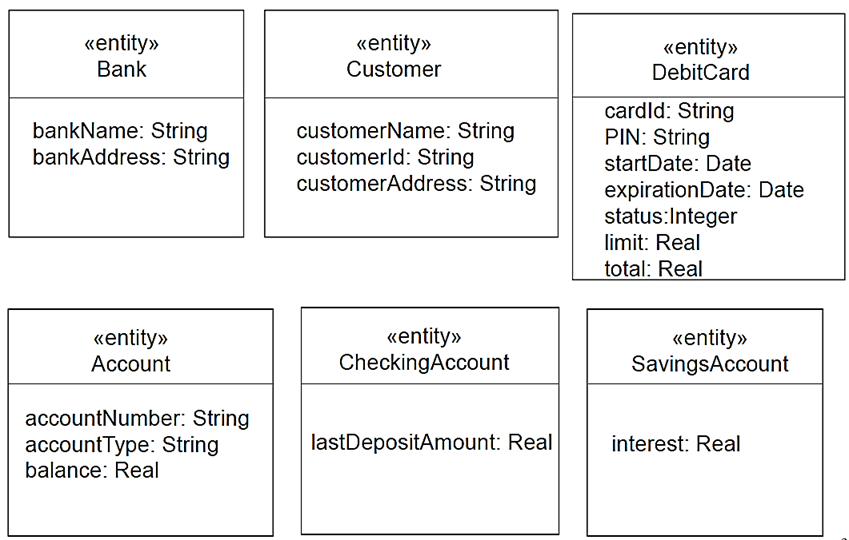 «entity»
Bank
bankName: String
bankAddress: String
«entity»
Customer
customerName: String
customerId: String
customerAddress: String
«entity»
DebitCard
cardId: String
PIN: String
startDate: Date
expirationDate: Date
status:Integer
limit: Real
total: Real
«entity»
Account
accountNumber: String
accountType: String
balance: Real
«entity»
CheckingAccount
lastDepositAmount: Real
«entity»
SavingsAccount
interest: Real